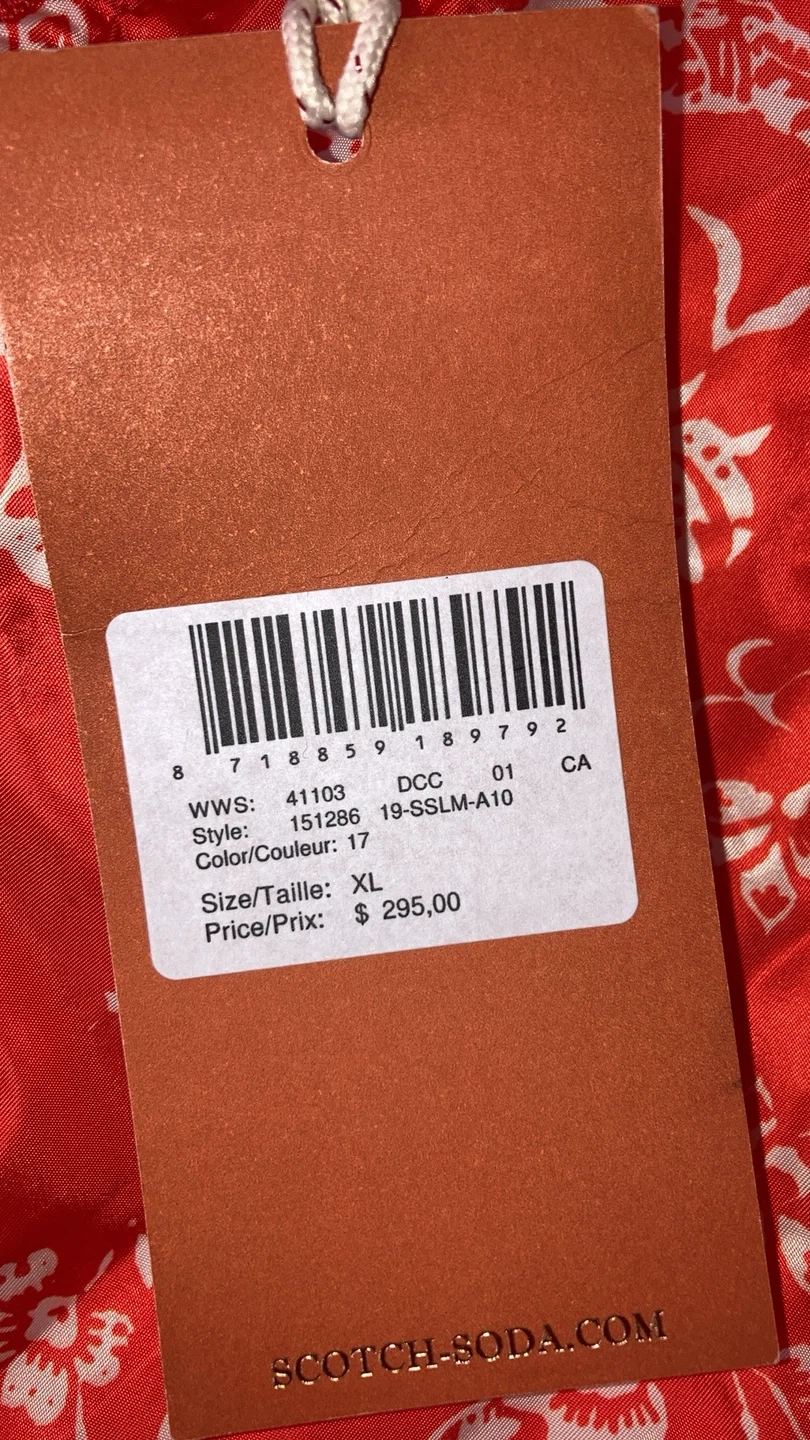 8 718859 189792
WWS: 41103 DCC 01 CA
Style: 151286 19-SSLM-A10
Color/Couleur: 17
Size/Taille: XL
Price/Prix: $ 295,00
SCOTCH-SODA.COM